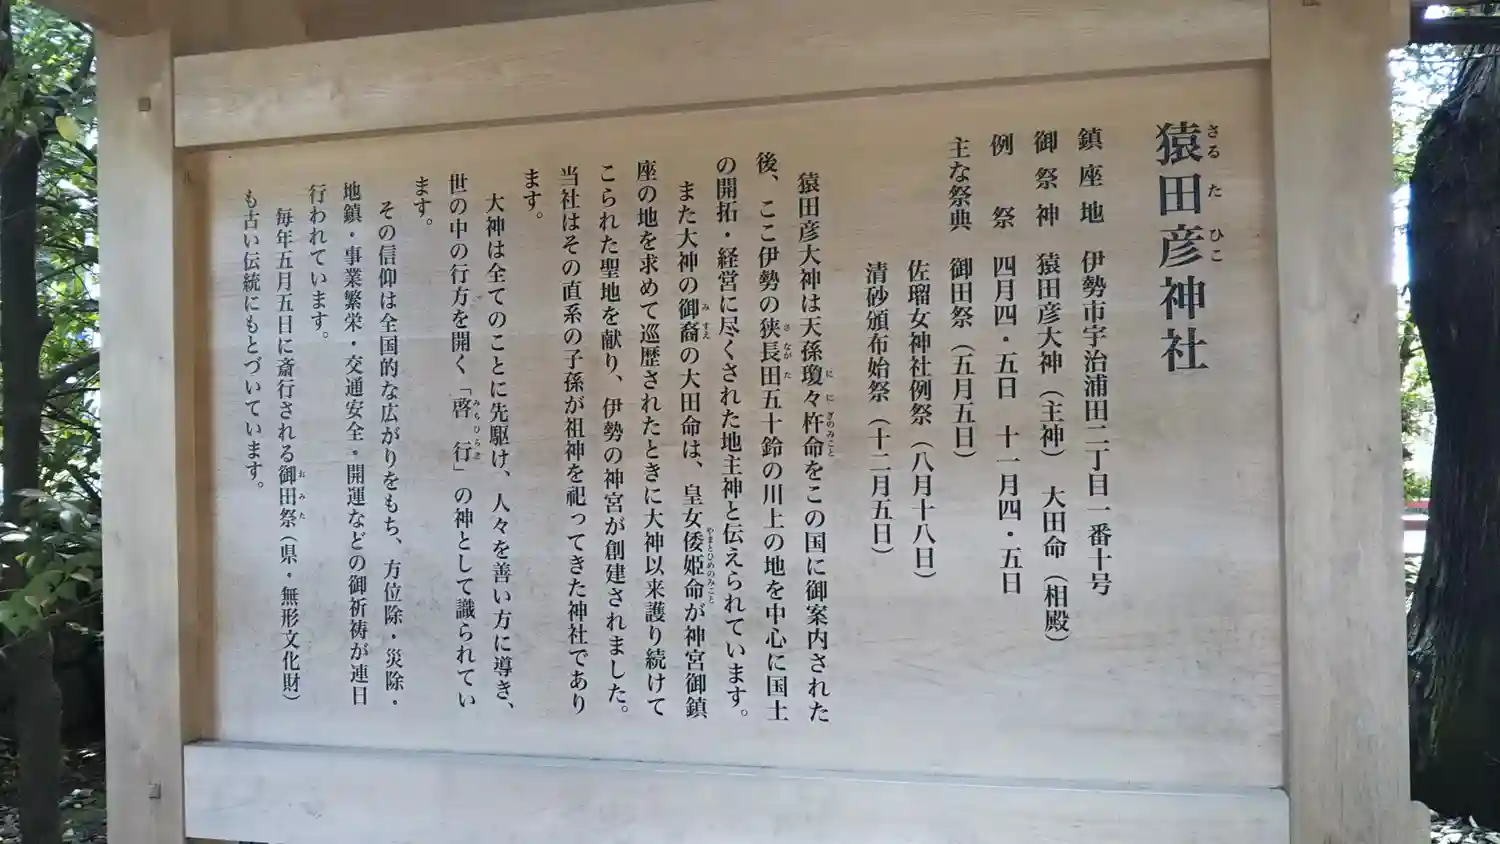 猿田彦神社
鎮座地　伊勢市宇治浦田二丁目一番十号
御祭神　猿田彦大神（主神）　大田命（相殿）
例　祭　四月四・五日　十一月四・五日
主な祭典　御田祭（五月五日）
佐瑠女神社例祭（八月十八日）
清砂頒布始祭（十二月五日）
猿田彦大神は天孫瓊々杵命をこの国に御案内された
後、ここ伊勢の狭長田五十鈴の川上の地を中心に国土
の開拓・経営に尽くされた地主神と伝えられています。
また大神の御裔の大田命は、皇女倭姫命が神宮御鎮
座の地を求めて巡歴されたときに大神以来護り続けて
こられた聖地を献り、伊勢の神宮が創建されました。
当社はその直系の子孫が祖神を祀ってきた神社であり
ます。
大神は全てのことに先駆け、人々を善い方に導き、
世の中の行方を開く「啓行」の神として識られてい
ます。
その信仰は全国的な広がりをもち、方位除・災除・
地鎮・事業繁栄・交通安全・開運などの御祈祷が連日
行われています。
毎年五月五日に斎行される御田祭（県・無形文化財）
も古い伝統にもとづいています。